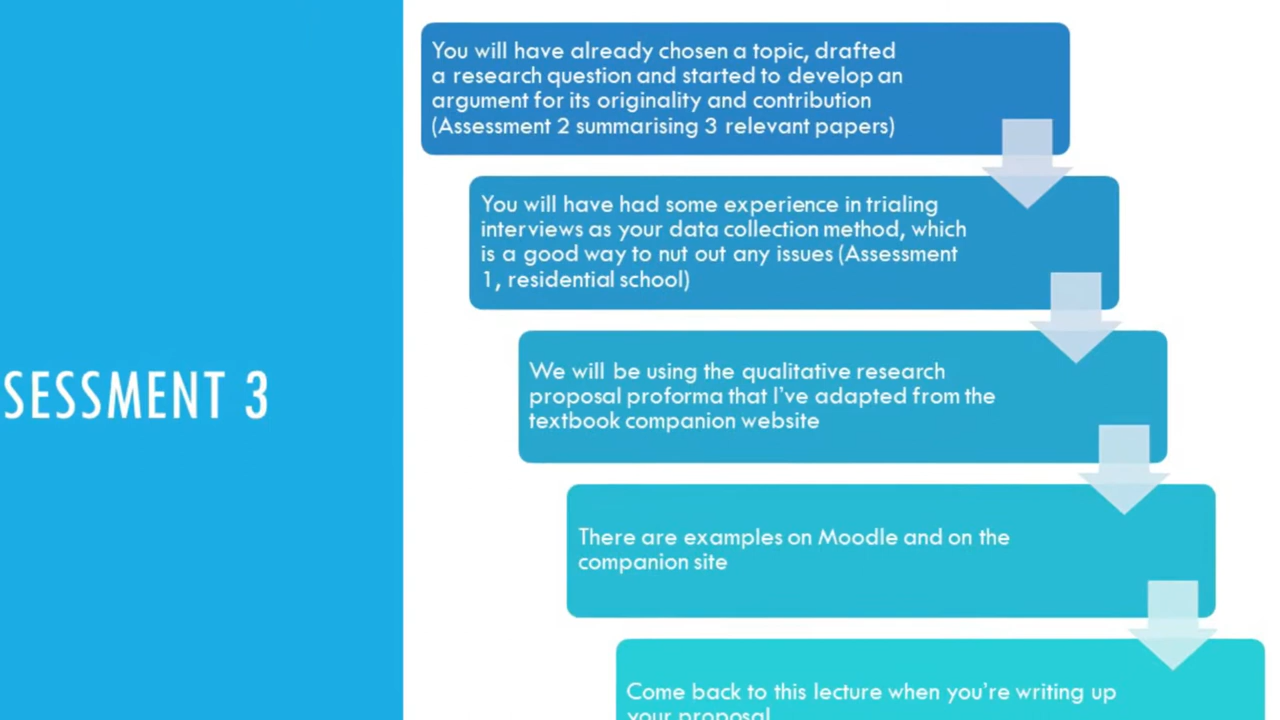 SESSMENT 3
You will have already chosen a topic, drafted
a research question and started to develop an
argument for its originality and contribution
(Assessment 2 summarising 3 relevant papers)
You will have had some experience in trialing
interviews as your data collection method, which
is a good way to nut out any issues (Assessment
1, residential school)
We will be using the qualitative research
proposal proforma that I've adapted from the
textbook companion website
There are examples on Moodle and on the
companion site
Come back to this lecture when you're writing up
your proposal